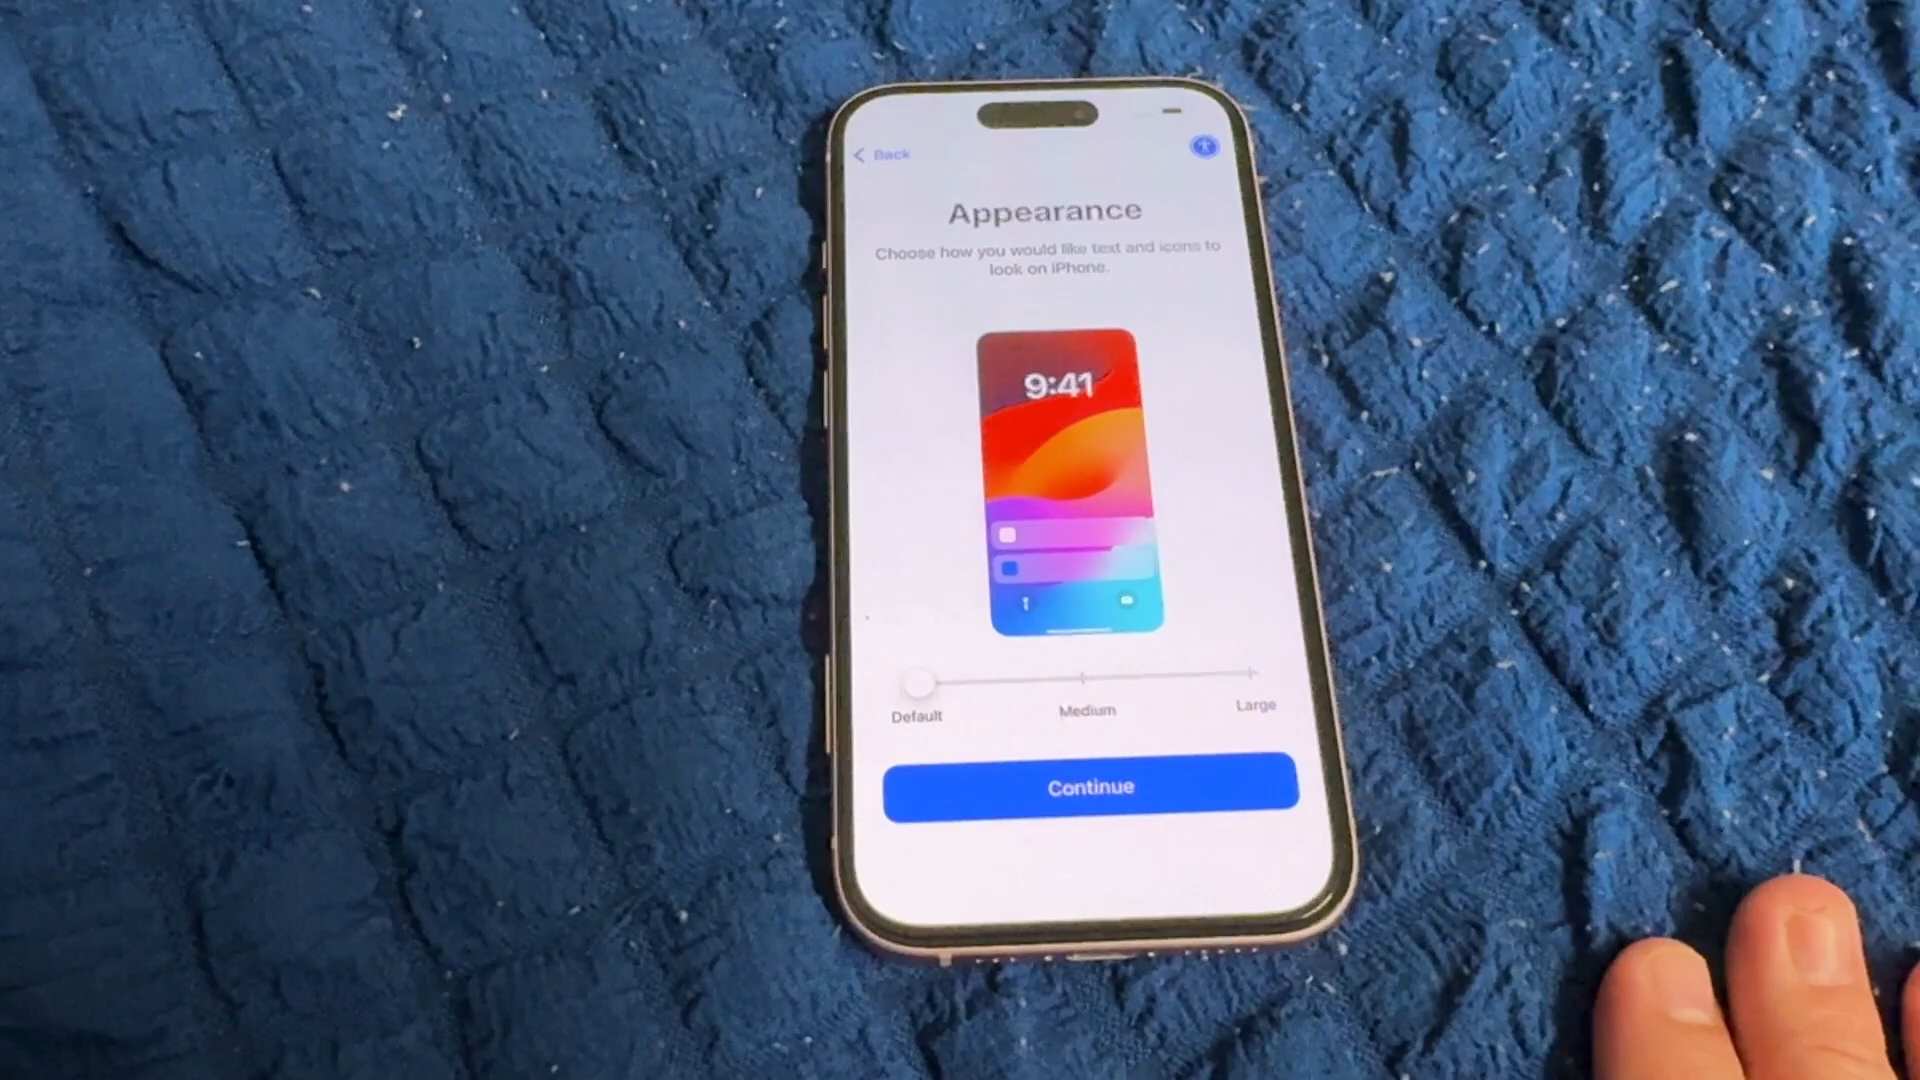 Back
Appearance
Choose how you would like text and icons to
look on iPhone.
9:41
Default
Medium
Large
Continue